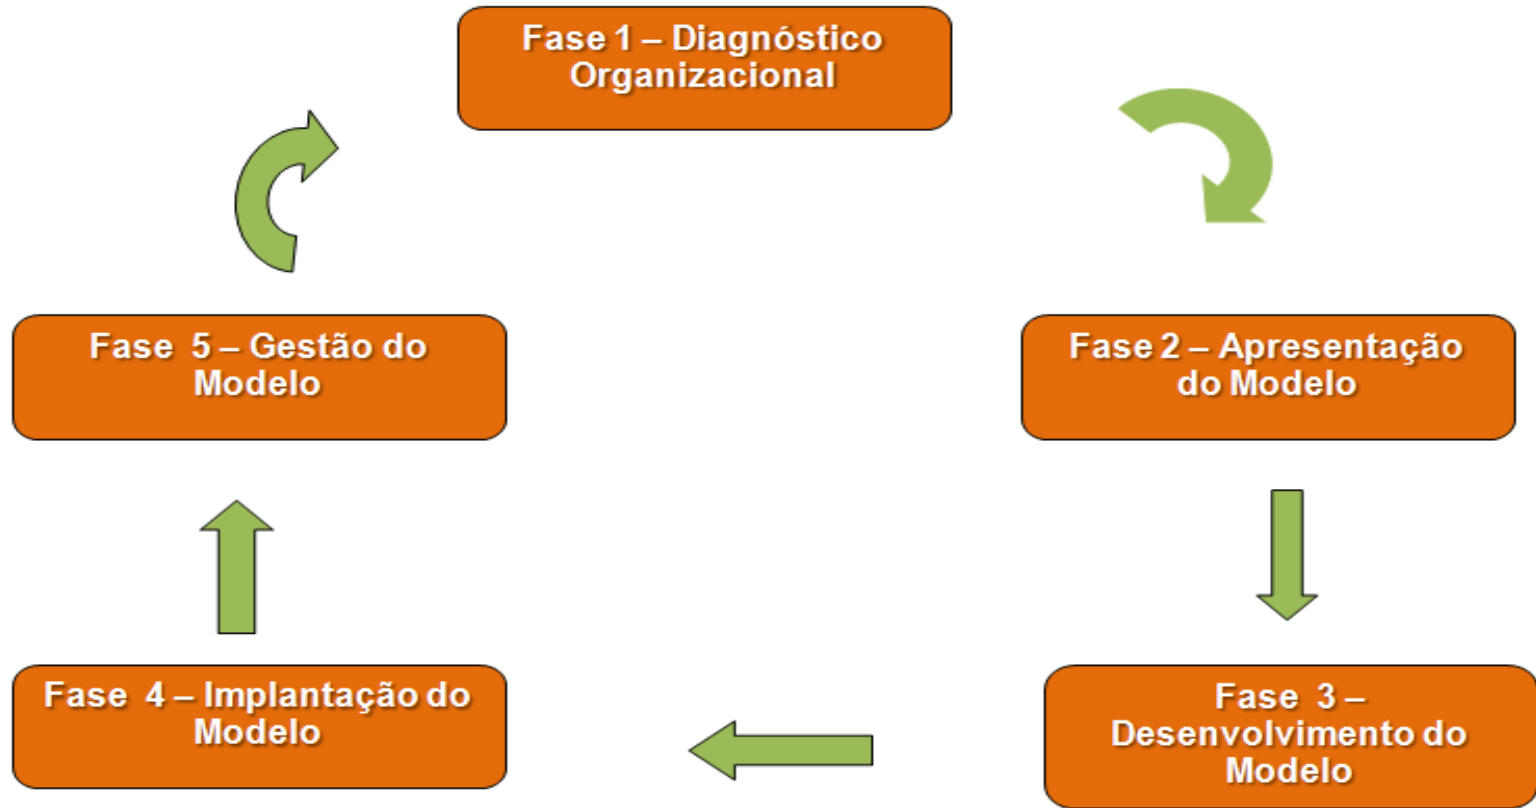 Fase 1 – Diagnóstico
Organizacional
Fase 2 – Apresentação
do Modelo
Fase 3 –
Desenvolvimento do
Modelo
Fase 4 – Implantação do
Modelo
Fase 5 – Gestão do
Modelo